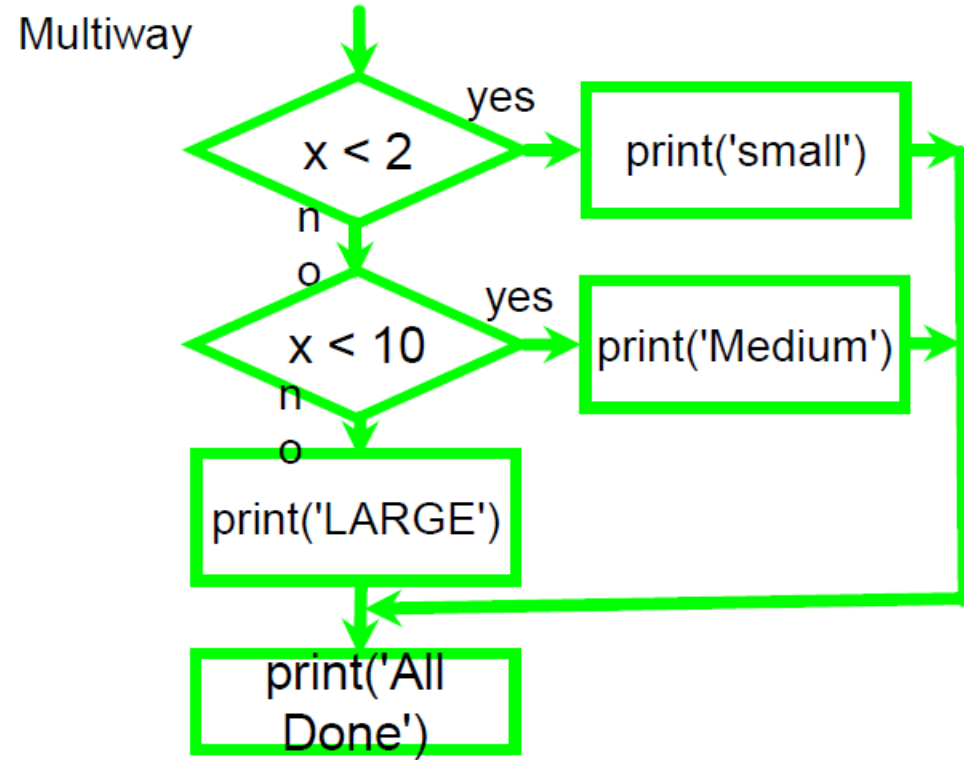 Multiway
yes
x < 2
print('small')
n
o
yes
x < 10
print('Medium')
n
o
print('LARGE')
print('All
Done')